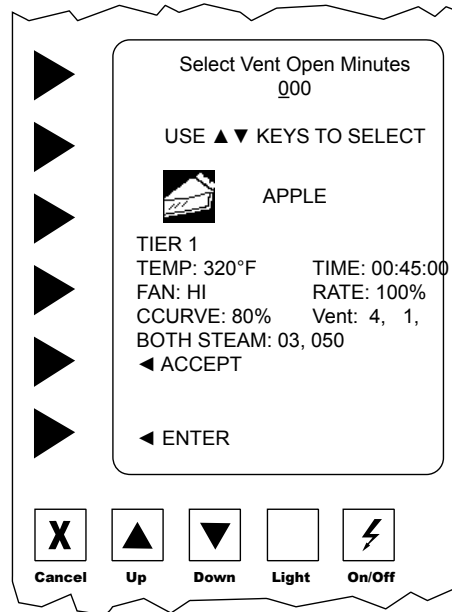 Select Vent Open Minutes
000
USE ▲▼ KEYS TO SELECT
APPLE
TIER 1
TEMP: 320°F TIME: 00:45:00
FAN: HI RATE: 100%
CCURVE: 80% Vent: 4, 1,
BOTH STEAM: 03, 050
◄ ACCEPT
◄ ENTER
X
Cancel Up Down Light On/Off